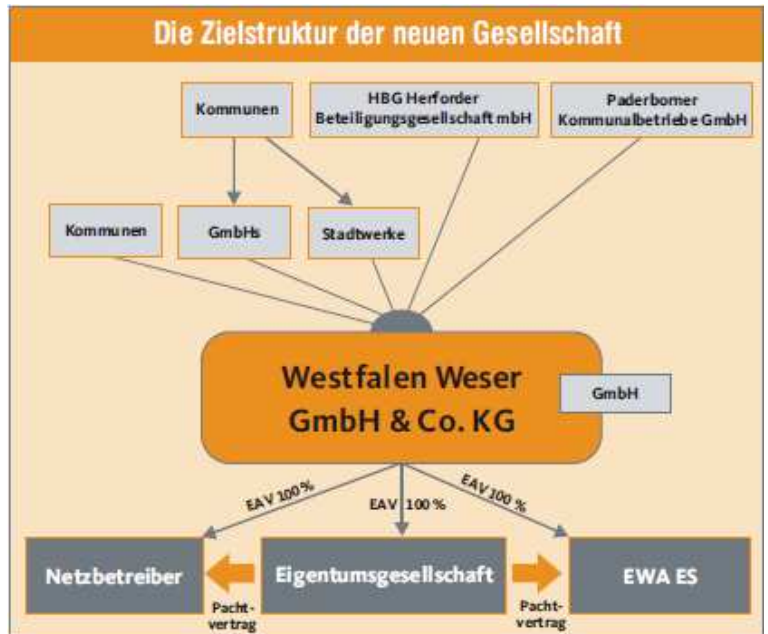 Die Zielstruktur der neuen Gesellschaft
Kommunen
HBG Herforder
Beteiligungsgesellschaft mbH
Paderborner
Kommunalbetriebe GmbH
Kommunen
GmbHs
Stadtwerke
Westfalen Weser
GmbH & Co. KG
GmbH
EAV 100 %
EAV 100 %
EAV 100 %
Netzbetreiber
Eigentumsgesellschaft
EWA ES
Pacht-
vertrag
Pacht-
vertrag